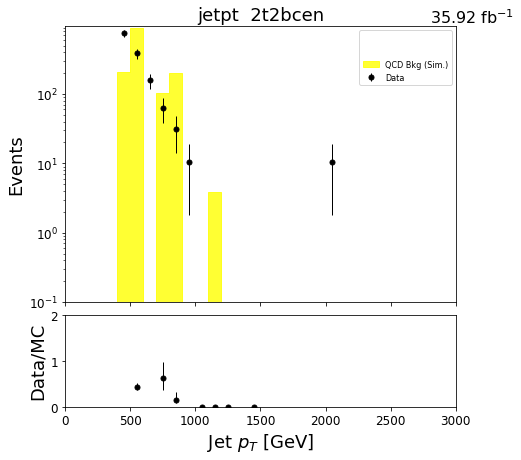 jetpt 2t2bcen
35.92 fb⁻¹
QCD Bkg (Sim.)
Data
Events
10²
10¹
10⁰
10⁻¹
Data/MC
2
1
0
0 500 1000 1500 2000 2500 3000
Jet p_T [GeV]